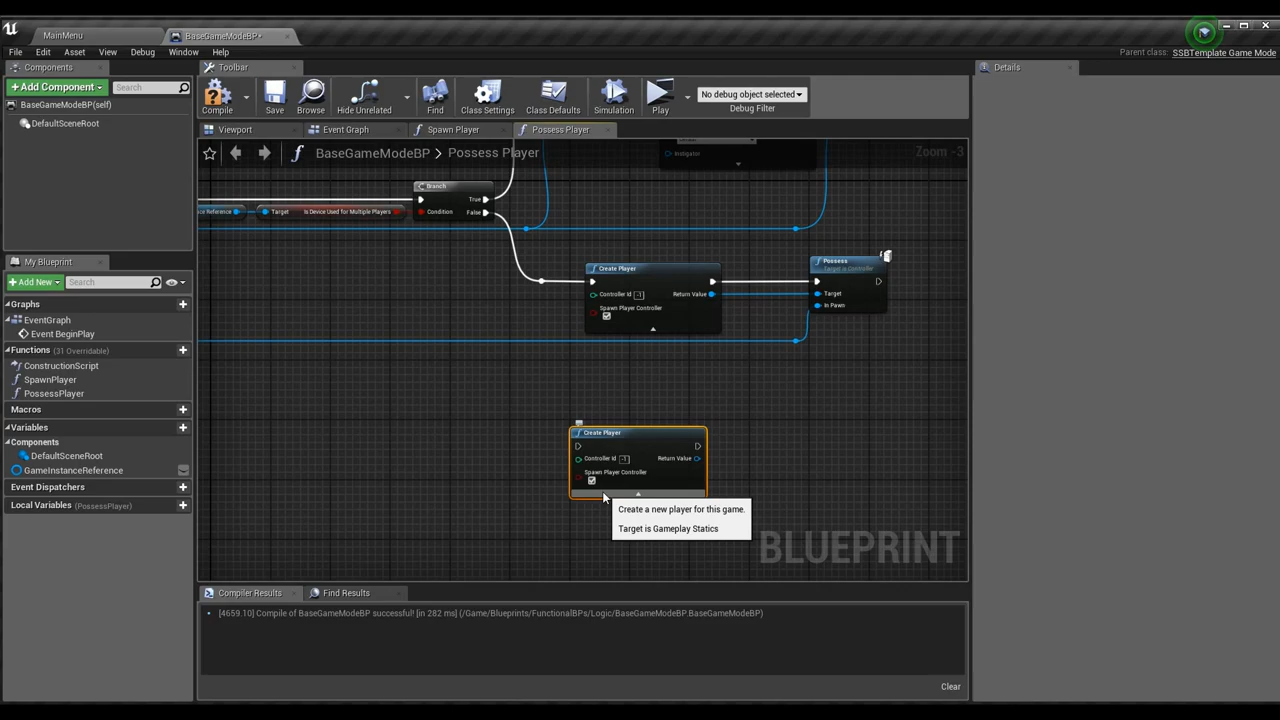 MainMenu
BaseGameModeBP*
File Edit Asset View Debug Window Help
Parent class: SSBTemplate Game Mode
Components
Toolbar
Details
+ Add Component
Search
BaseGameModeBP(self)
DefaultSceneRoot
Compile
Save
Browse
Hide Unrelated
Find
Class Settings
Class Defaults
Simulation
Play
No debug object selected
Debug Filter
Viewport
Event Graph
Spawn Player
Possess Player
BaseGameModeBP > Possess Player
Zoom -3
Instigator
Branch
True
Condition
False
Target
Is Device Used for Multiple Players
Create Player
Controller Id -1
Return Value
Spawn Player Controller
Possess
Target is Controller
Target
In Pawn
Create Player
Controller Id -1
Return Value
Spawn Player Controller
Create a new player for this game.
Target is Gameplay Statics
BLUEPRINT
My Blueprint
+ Add New
Search
Graphs
EventGraph
Event BeginPlay
Functions (31 Overridable)
ConstructionScript
SpawnPlayer
PossessPlayer
Macros
Variables
Components
DefaultSceneRoot
GameInstanceReference
Event Dispatchers
Local Variables (PossessPlayer)
Compiler Results
Find Results
[4659.10] Compile of BaseGameModeBP successful! [in 282 ms] (/Game/Blueprints/FunctionalBPs/Logic/BaseGameModeBP.BaseGameModeBP)
Clear